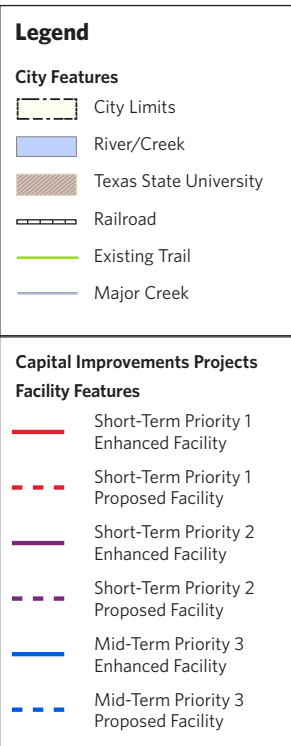 Legend
City Features
City Limits
River/Creek
Texas State University
Railroad
Existing Trail
Major Creek
Capital Improvements Projects
Facility Features
Short-Term Priority 1
Enhanced Facility
Short-Term Priority 1
Proposed Facility
Short-Term Priority 2
Enhanced Facility
Short-Term Priority 2
Proposed Facility
Mid-Term Priority 3
Enhanced Facility
Mid-Term Priority 3
Proposed Facility